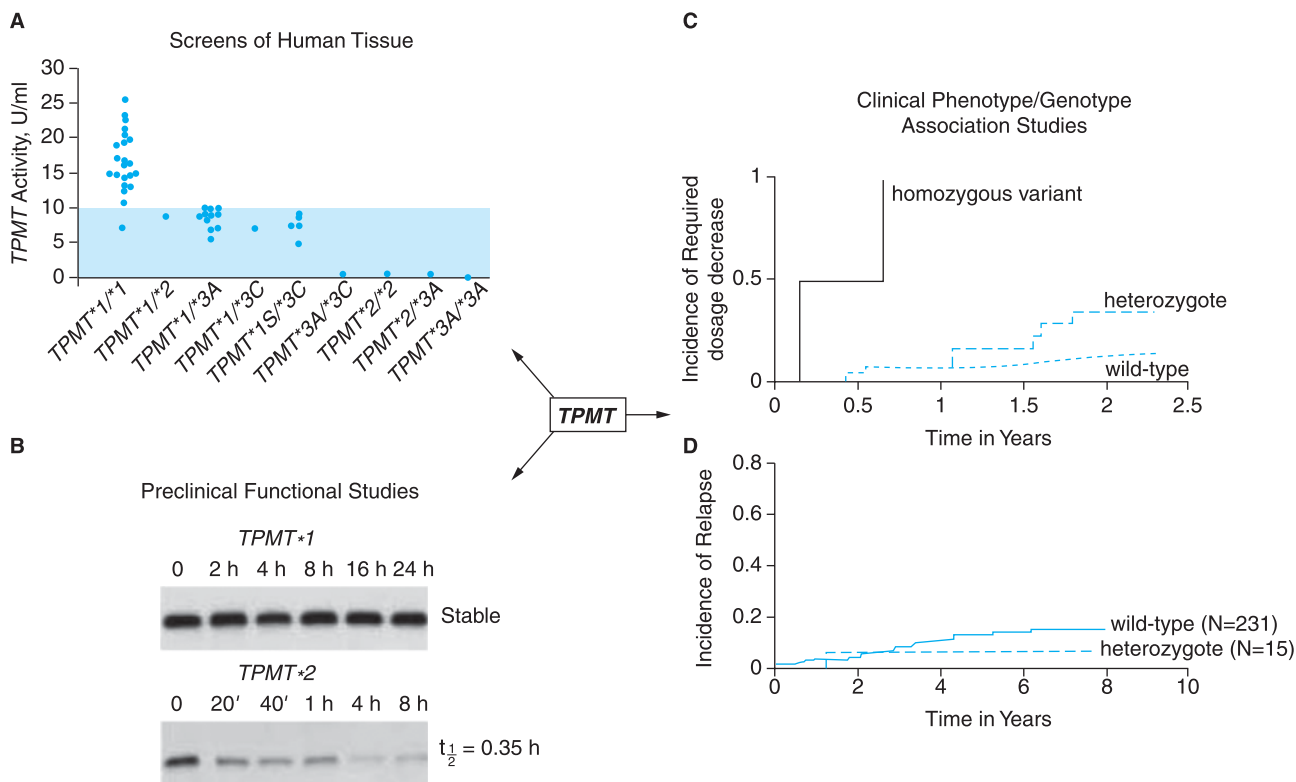 A
Screens of Human Tissue
TPMT Activity, U/ml
30
25
20
15
10
5
0
TPMT*1/*1
TPMT*1/*2
TPMT*1/*3A
TPMT*1/*3C
TPMT*1S/*3C
TPMT*3A/*3C
TPMT*2/*2
TPMT*2/*3A
TPMT*3A/*3A
TPMT
B
Preclinical Functional Studies
TPMT*1
0 2 h 4 h 8 h 16 h 24 h
Stable
TPMT*2
0 20′ 40′ 1 h 4 h 8 h
t½ = 0.35 h
C
Clinical Phenotype/Genotype
Association Studies
Incidence of Required
dosage decrease
1
0.5
0
homozygous variant
heterozygote
wild-type
0 0.5 1 1.5 2 2.5
Time in Years
D
Incidence of Relapse
0.8
0.6
0.4
0.2
0
wild-type (N=231)
heterozygote (N=15)
0 2 4 6 8 10
Time in Years